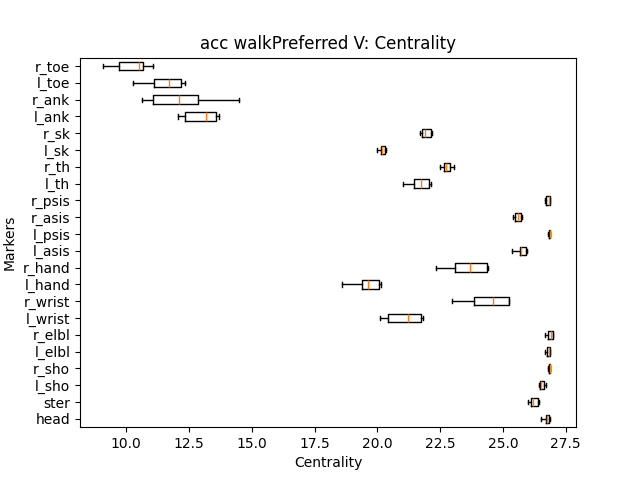 acc walkPreferred V: Centrality
Markers
r_toe
l_toe
r_ank
l_ank
r_sk
l_sk
r_th
l_th
r_psis
r_asis
l_psis
l_asis
r_hand
l_hand
r_wrist
l_wrist
r_elbl
l_elbl
r_sho
l_sho
ster
head
10.0 12.5 15.0 17.5 20.0 22.5 25.0 27.5
Centrality